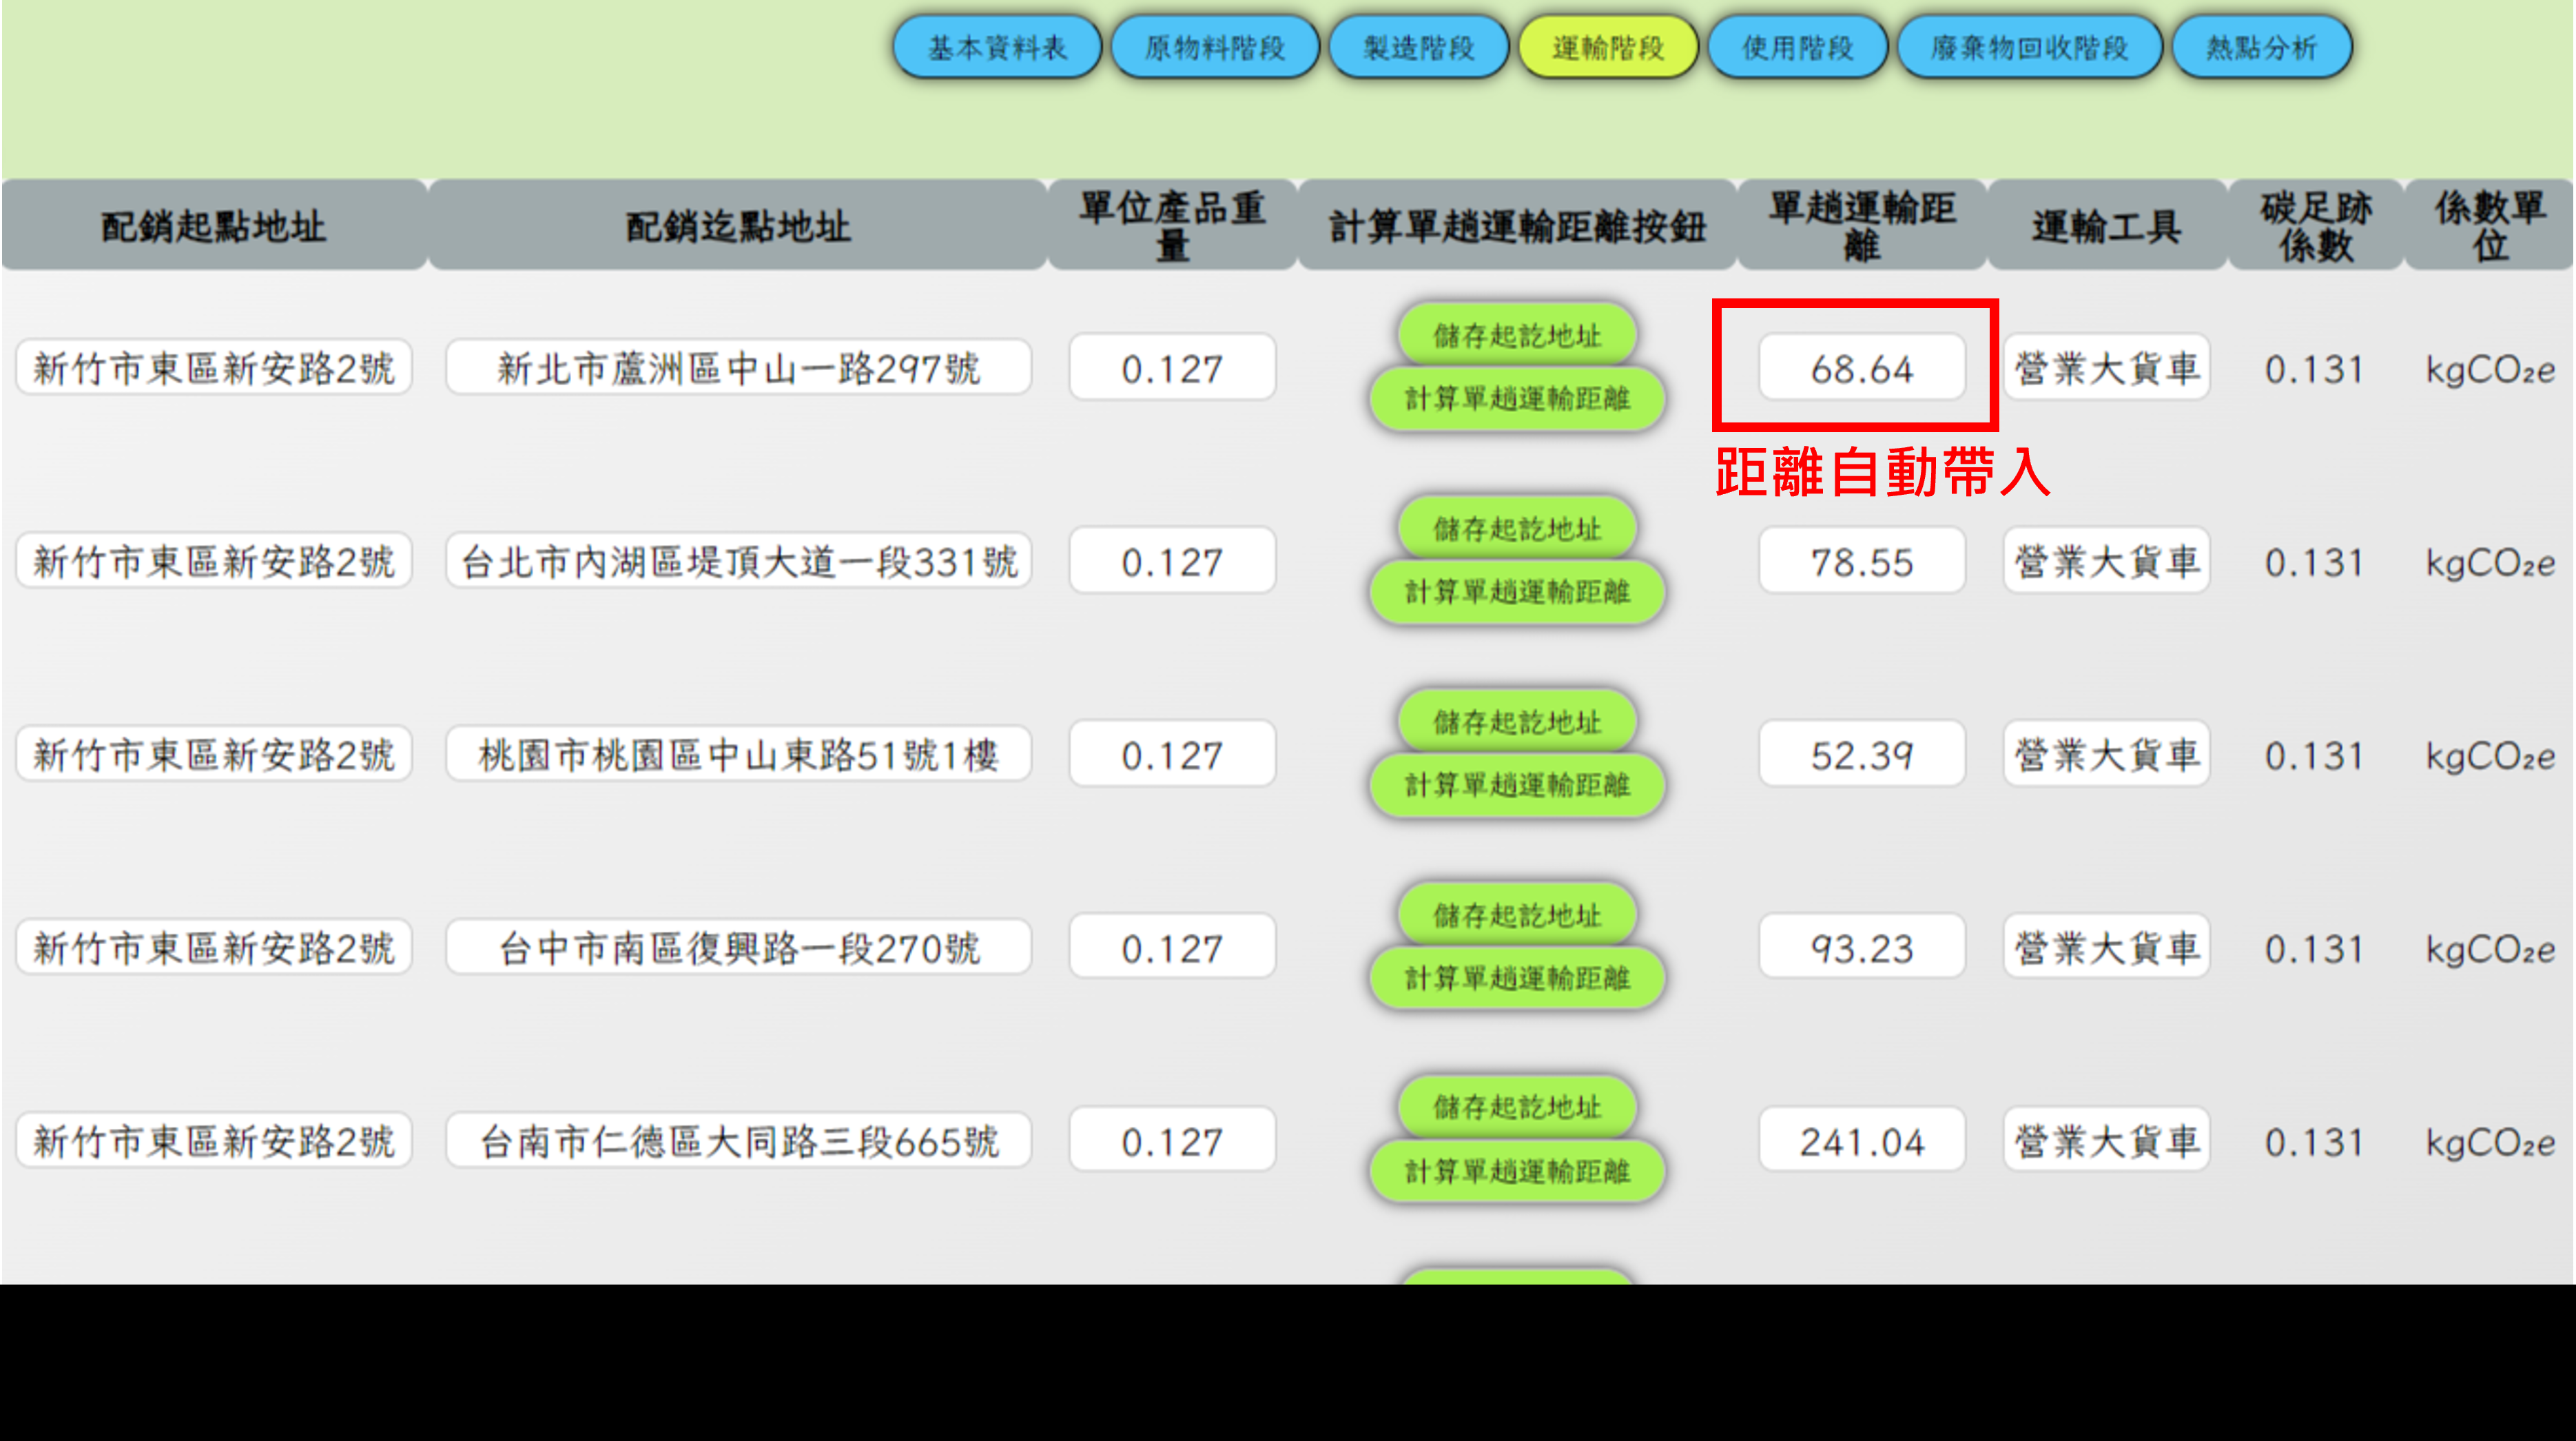 基本資料表 原物料階段 製造階段 運輸階段 使用階段 廢棄物回收階段 熱點分析
配銷起點地址 配銷迄點地址 單位產品重量 計算單趟運輸距離按鈕 單趟運輸距離 運輸工具 碳足跡係數 係數單位
儲存起訖地址
新竹市東區新安路2號 新北市蘆洲區中山一路297號 0.127 68.64 營業大貨車 0.131 kgCO₂e
計算單趟運輸距離
距離自動帶入
儲存起訖地址
新竹市東區新安路2號 台北市內湖區堤頂大道一段331號 0.127 78.55 營業大貨車 0.131 kgCO₂e
計算單趟運輸距離
儲存起訖地址
新竹市東區新安路2號 桃園市桃園區中山東路51號1樓 0.127 52.39 營業大貨車 0.131 kgCO₂e
計算單趟運輸距離
儲存起訖地址
新竹市東區新安路2號 台中市南區復興路一段270號 0.127 93.23 營業大貨車 0.131 kgCO₂e
計算單趟運輸距離
儲存起訖地址
新竹市東區新安路2號 台南市仁德區大同路三段665號 0.127 241.04 營業大貨車 0.131 kgCO₂e
計算單趟運輸距離